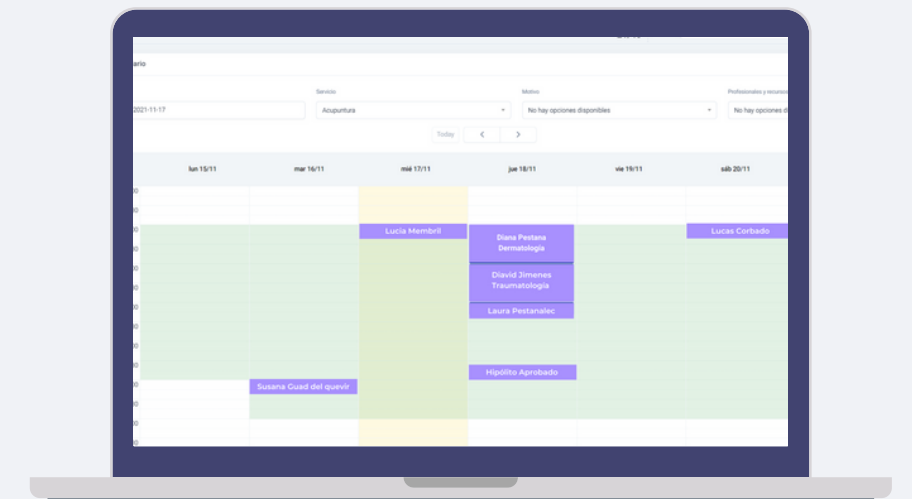 ario
Servicio
Motivo
Profesionales y recursos
2021-11-17
Acupuntura
No hay opciones disponibles
No hay opciones d
Today
lun 15/11
mar 16/11
mié 17/11
jue 18/11
vie 19/11
sáb 20/11
Lucia Membril
Diana Pestana
Dermatología
Lucas Corbado
Diavid Jimenes
Traumatología
Laura Pestanalec
Hipólito Aprobado
Susana Guad del quevir